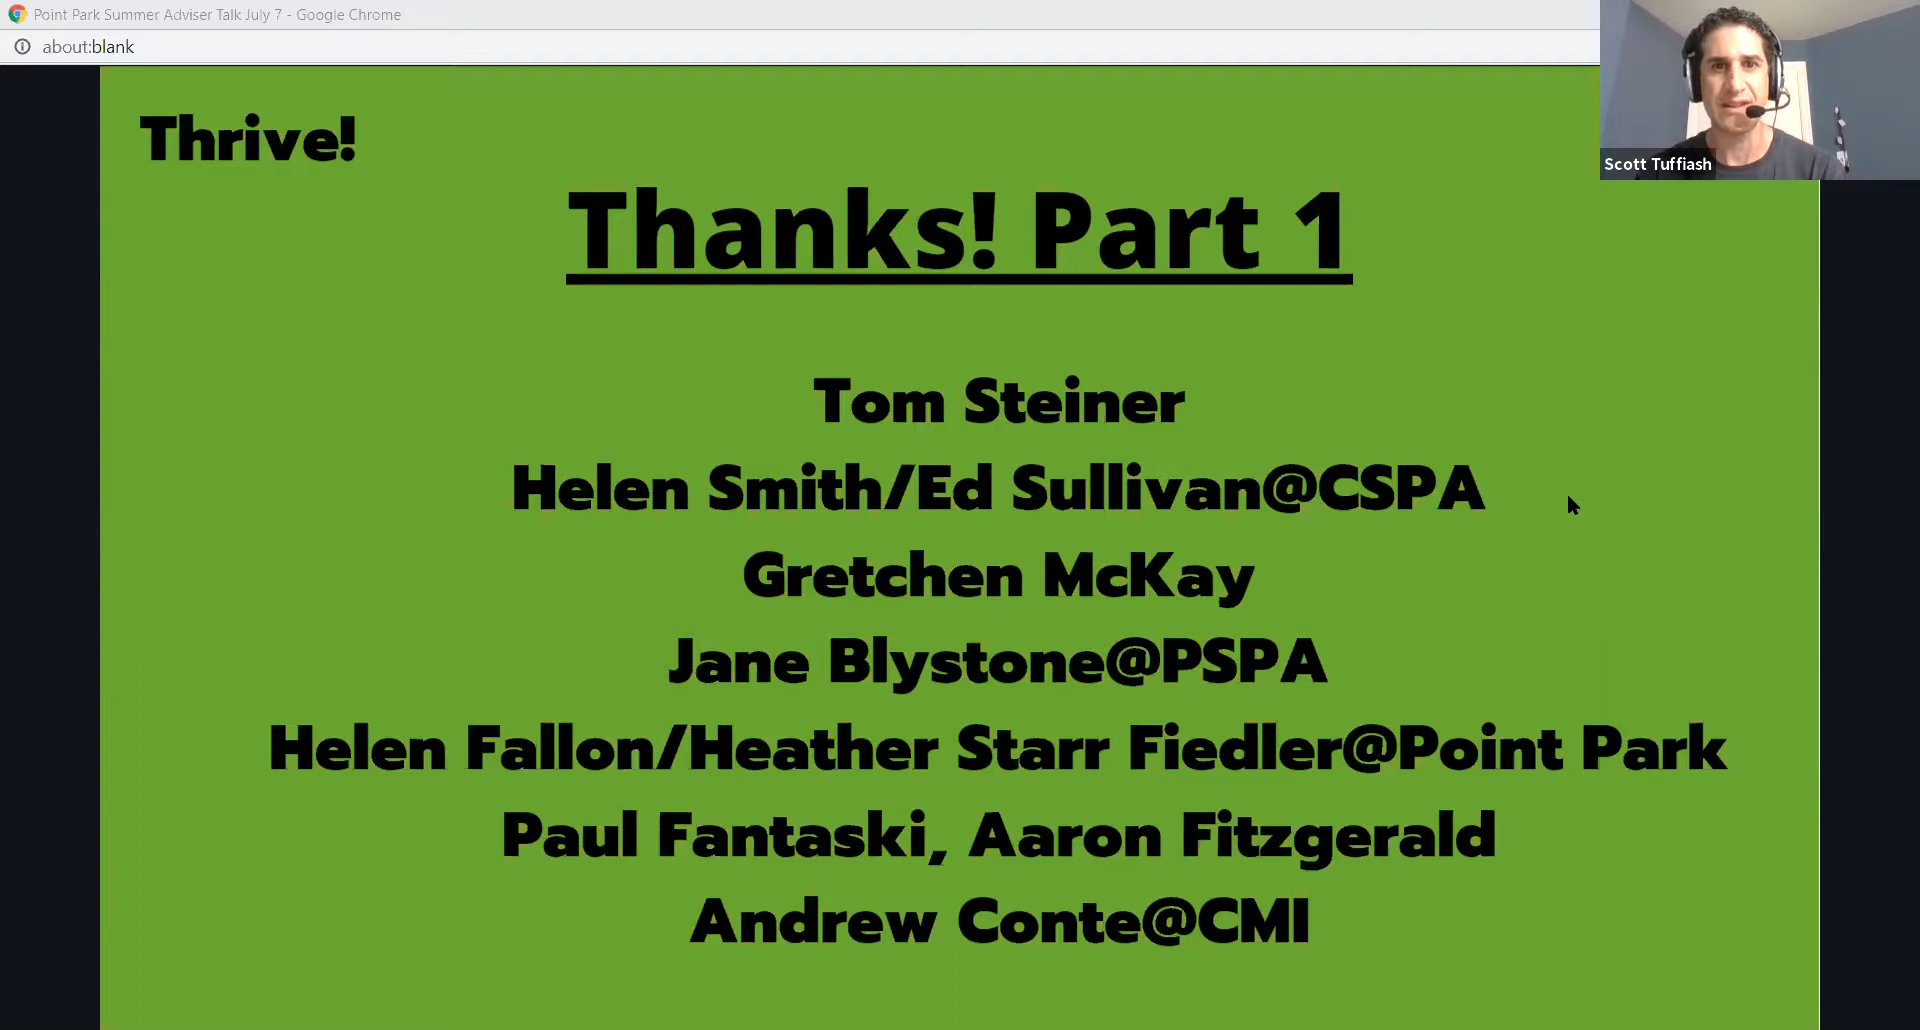 Point Park Summer Adviser Talk July 7 - Google Chrome
about:blank
Scott Tuffiash
Thrive!
Thanks! Part 1
Tom Steiner
Helen Smith/Ed Sullivan@CSPA
Gretchen McKay
Jane Blystone@PSPA
Helen Fallon/Heather Starr Fiedler@Point Park
Paul Fantaski, Aaron Fitzgerald
Andrew Conte@CMI